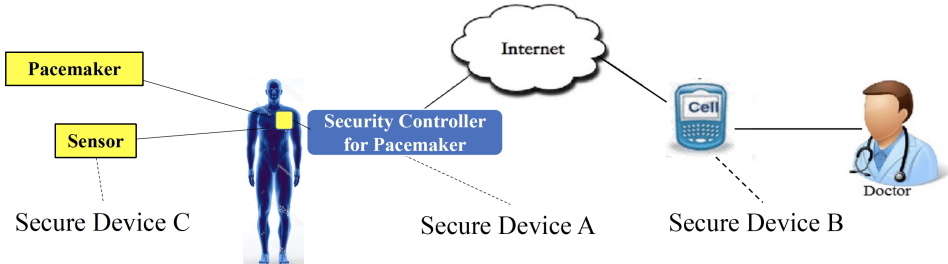 Internet
Pacemaker
Security Controller
for Pacemaker
Cell
Sensor
Doctor
Secure Device C
Secure Device A
Secure Device B